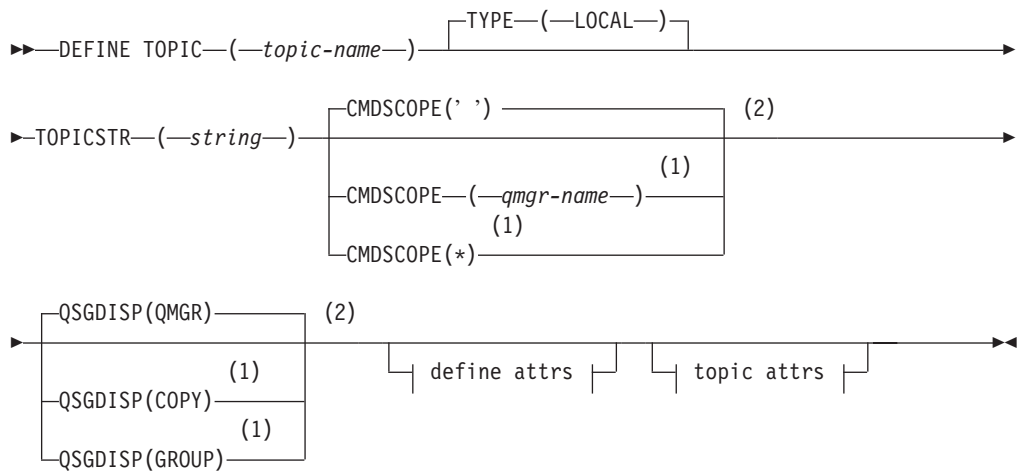 TYPE ( LOCAL )
DEFINE TOPIC ( topic-name )
CMDSCOPE(’ ’) (2)
TOPICSTR ( string )
(1)
CMDSCOPE ( qmgr-name )
(1)
CMDSCOPE(*)
QSGDISP(QMGR) (2)
define attrs topic attrs
(1)
QSGDISP(COPY)
(1)
QSGDISP(GROUP)